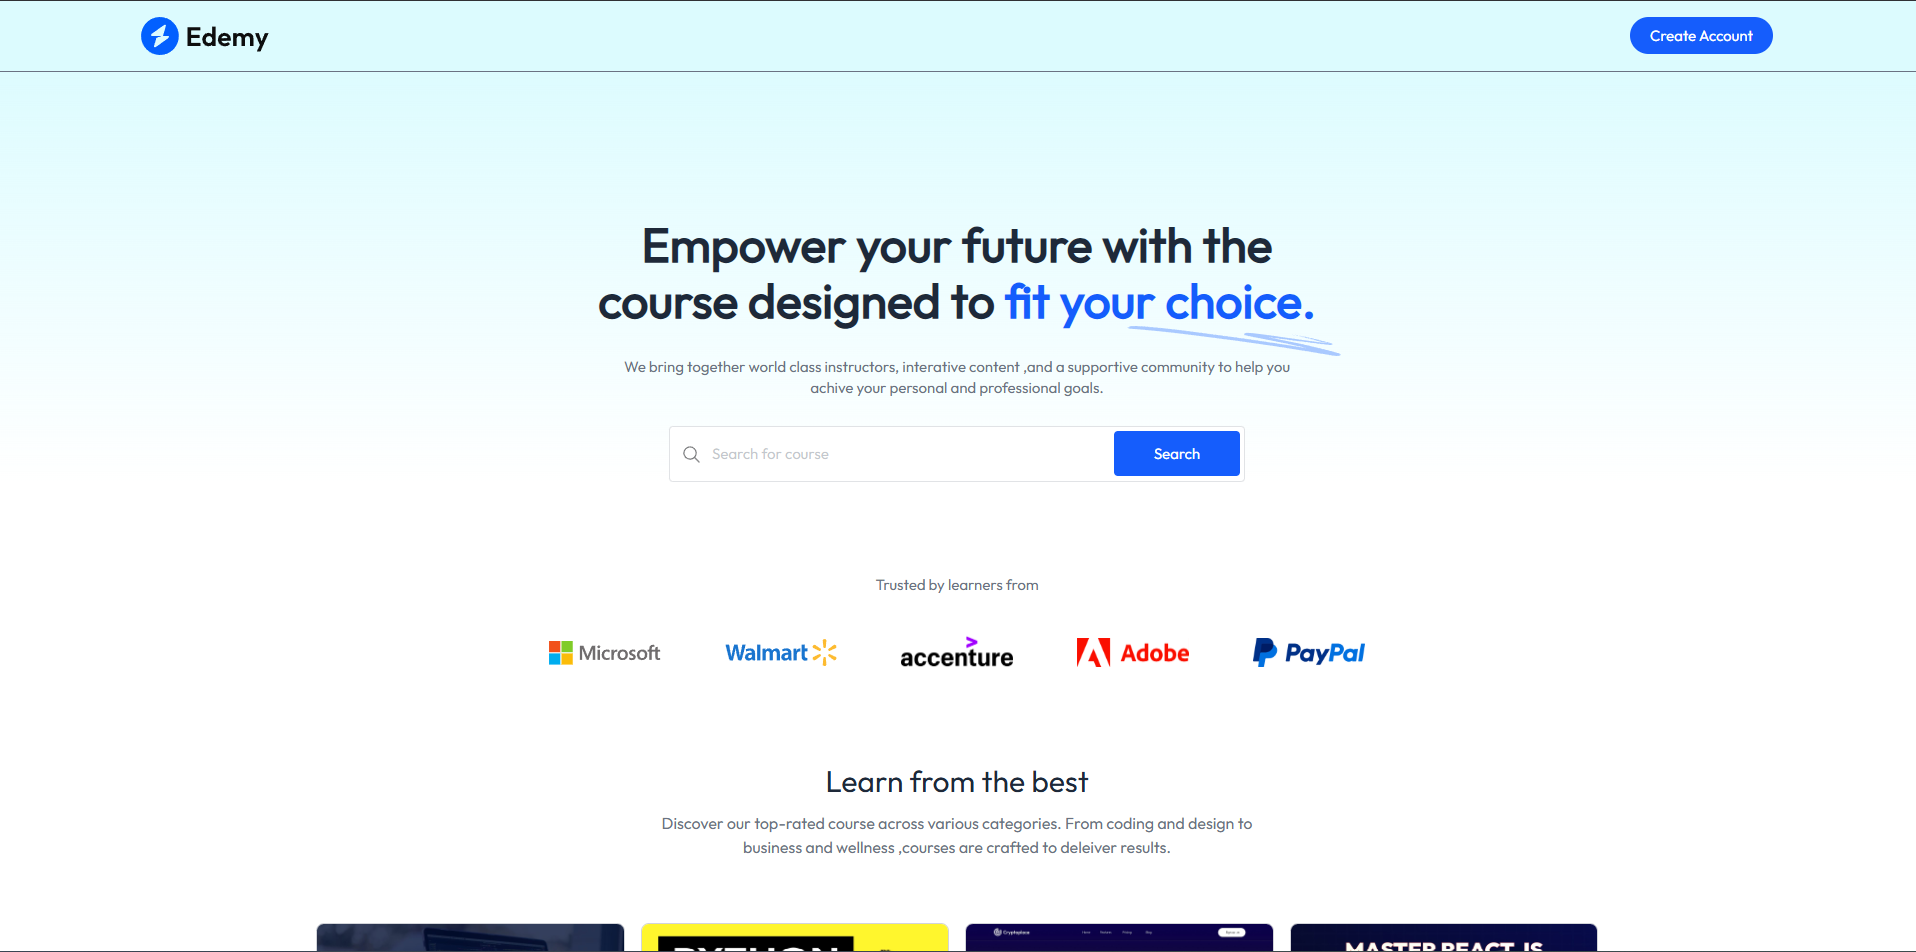 Edemy
Create Account
Empower your future with the
course designed to fit your choice.
We bring together world class instructors, interative content ,and a supportive community to help you
achive your personal and professional goals.
Search for course
Search
Trusted by learners from
Microsoft
Walmart
accenture
Adobe
PayPal
Learn from the best
Discover our top-rated course across various categories. From coding and design to
business and wellness ,courses are crafted to deleiver results.
PYTHON
Cryptoplace
MASTER REACT JS